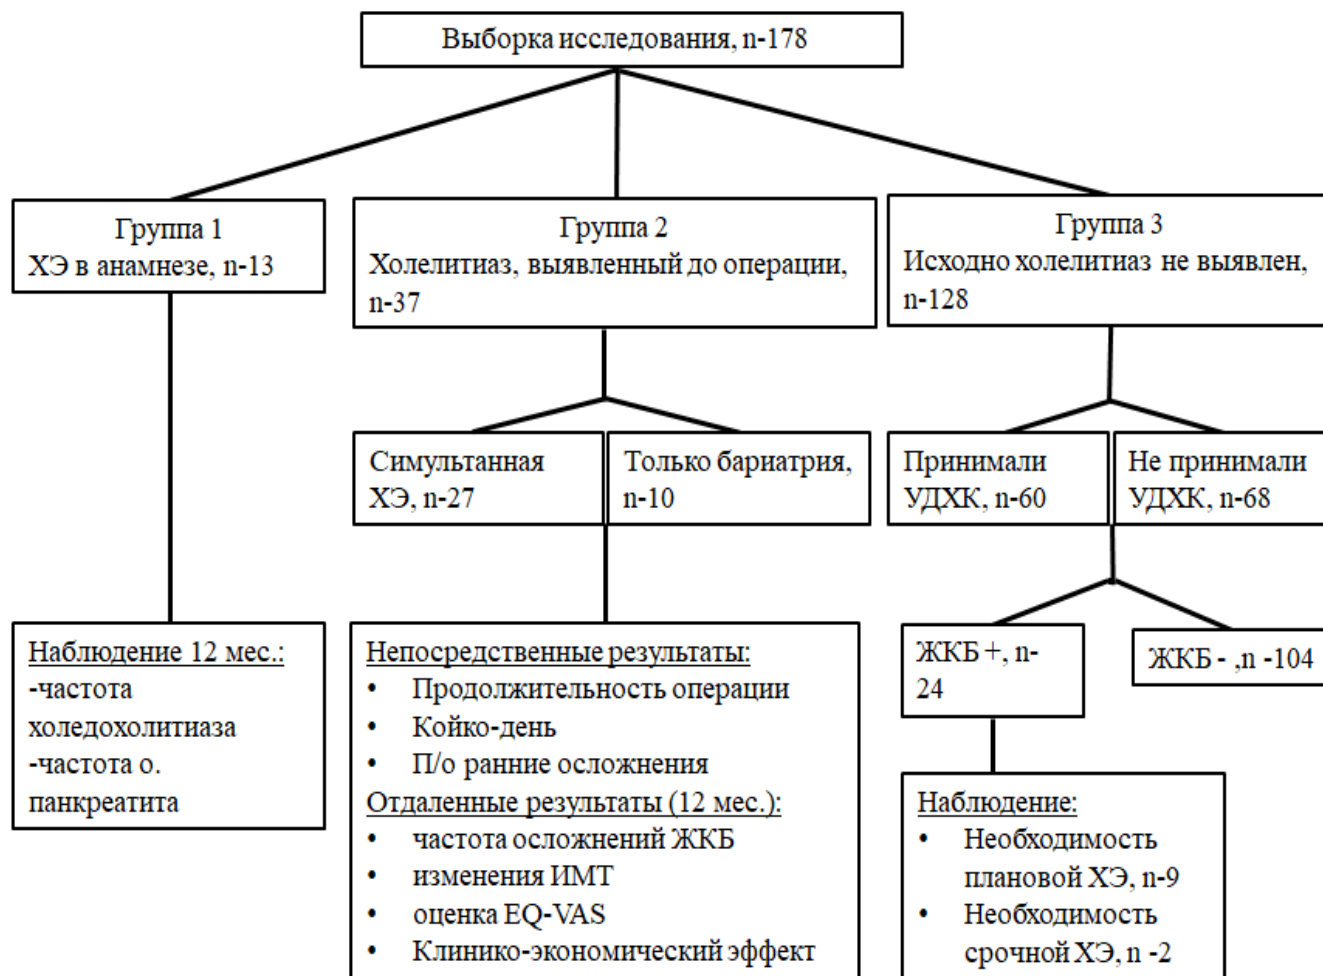 Выборка исследования, n-178
Группа 1
ХЭ в анамнезе, n-13
Группа 2
Холелитиаз, выявленный до операции,
n-37
Группа 3
Исходно холелитиаз не выявлен,
n-128
Симультанная
ХЭ, n-27
Только бариатрия,
n-10
Принимали
УДХК, n-60
Не принимали
УДХК, n-68
Наблюдение 12 мес.:
-частота
холедохолитиаза
-частота о.
панкреатита
Непосредственные результаты:
• Продолжительность операции
• Койко-день
• П/о ранние осложнения
Отдаленные результаты (12 мес.):
• частота осложнений ЖКБ
• изменения ИМТ
• оценка EQ-VAS
• Клинико-экономический эффект
ЖКБ +, n-
24
ЖКБ - ,n -104
Наблюдение:
• Необходимость
плановой ХЭ, n-9
• Необходимость
срочной ХЭ, n -2